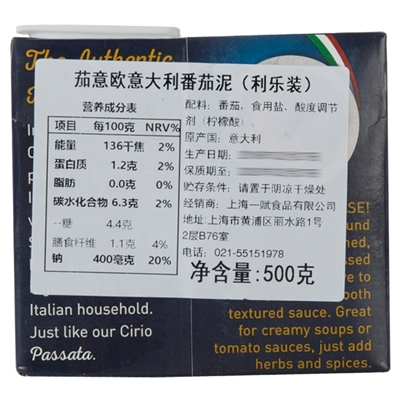 The Authentic
茄意欧意大利番茄泥（利乐装）
营养成分表
项目 每100克 NRV%
能量 136千焦 2%
蛋白质 1.2克 2%
脂肪 0.0克 0%
碳水化合物 6.3克 2%
--糖 4.4克
膳食纤维 1.1克 4%
钠 400毫克 20%
配料：番茄，食用盐，酸度调节
剂（柠檬酸）
原产国：意大利
生产日期：
保质期至：
贮存条件：请置于阴凉干燥处
经销商：上海一赋食品有限公司
地址：上海市黄浦区丽水路1号
2层B76室
电话：021-55151978
净含量:500克
Italian household.
Just like our Cirio
Passata.
textured sauce. Great
for creamy soups or
tomato sauces, just add
herbs and spices.